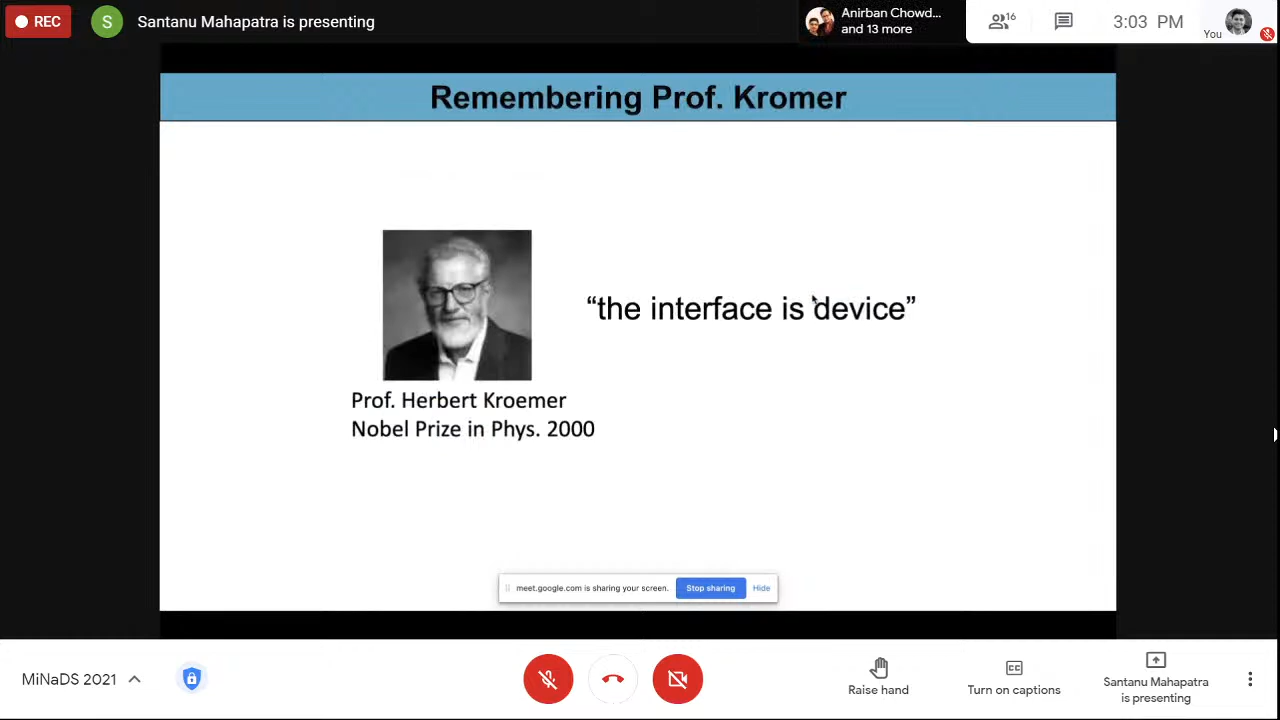 REC
S
Santanu Mahapatra is presenting
Anirban Chowd...
and 13 more
16
3:03 PM
You
Remembering Prof. Kromer
“the interface is device”
Prof. Herbert Kroemer
Nobel Prize in Phys. 2000
meet.google.com is sharing your screen.
Stop sharing
Hide
MiNaDS 2021
Raise hand
CC
Turn on captions
Santanu Mahapatra
is presenting